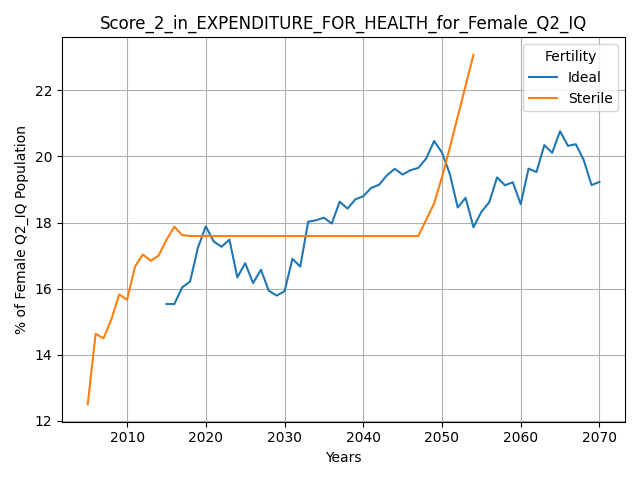 Score_2_in_EXPENDITURE_FOR_HEALTH_for_Female_Q2_IQ
Fertility
Ideal
Sterile
% of Female Q2_IQ Population
22
20
18
16
14
12
2010 2020 2030 2040 2050 2060 2070
Years